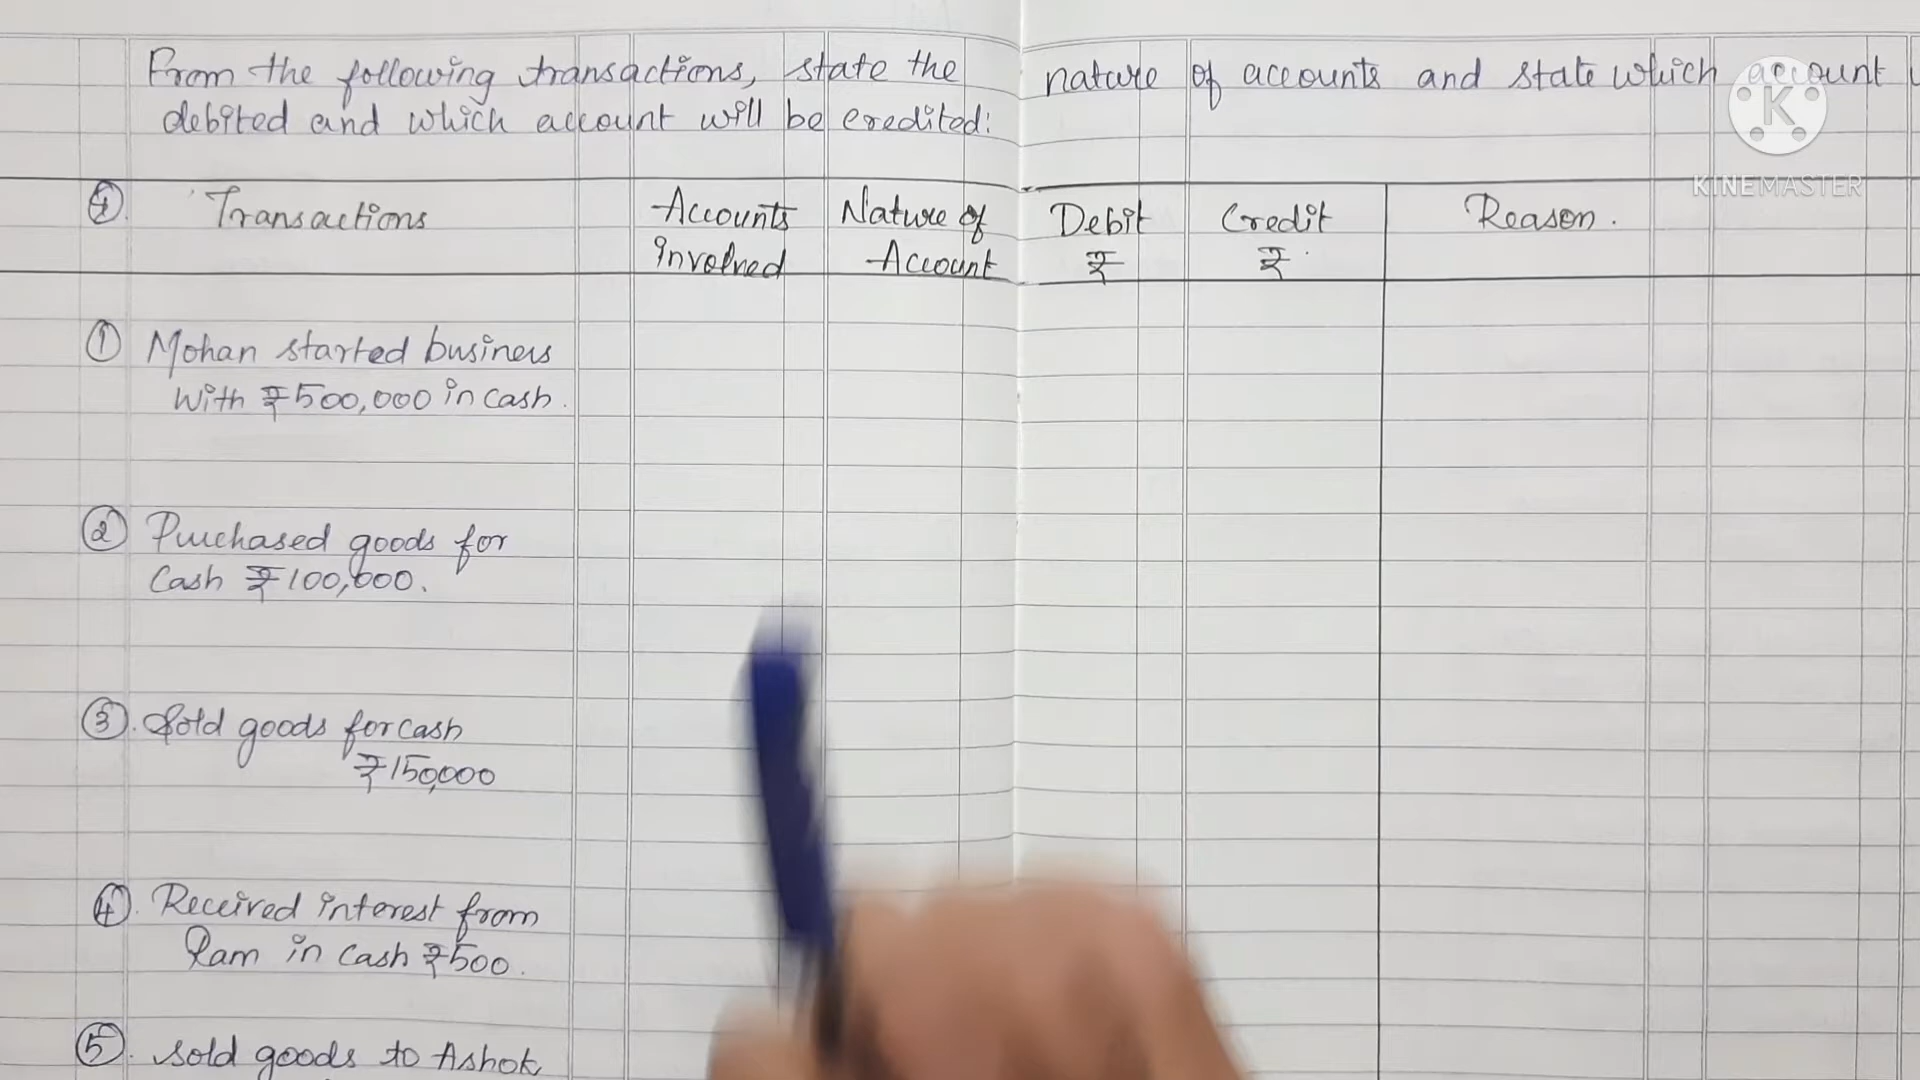 From the following transactions, state the nature of accounts and state which account
debited and which account will be credited:
K
KINEMASTER
④ Transactions
Accounts
involved
Nature of
Account
Debit
₹
Credit
₹
Reason.
① Mohan started business
with ₹500,000 in cash.
② Purchased goods for
Cash ₹100,000.
③. Sold goods for cash
₹150,000
④. Received interest from
Ram in cash ₹500.
⑤. sold goods to Ashok